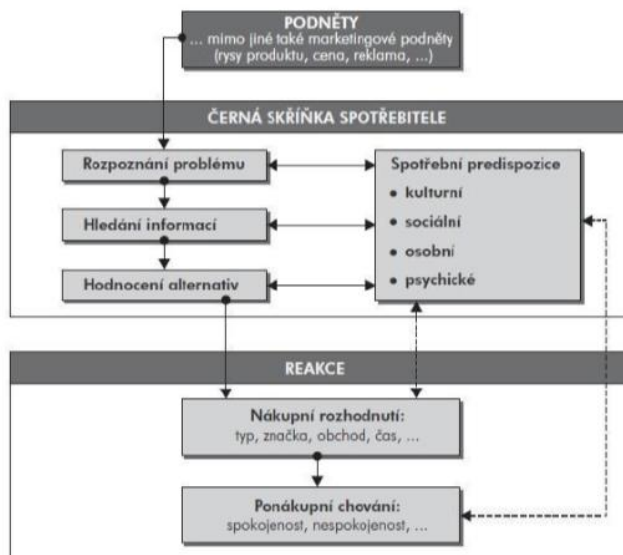 PODNĚTY
... mimo jiné také marketingové podněty
(rysy produktu, cena, reklama, ...)
ČERNÁ SKŘÍŇKA SPOTŘEBITELE
Rozpoznání problému
Hledání informací
Hodnocení alternativ
Spotřební predispozice
• kulturní
• sociální
• osobní
• psychické
REAKCE
Nákupní rozhodnutí:
typ, značka, obchod, čas, ...
Ponákupní chování:
spokojenost, nespokojenost, ...